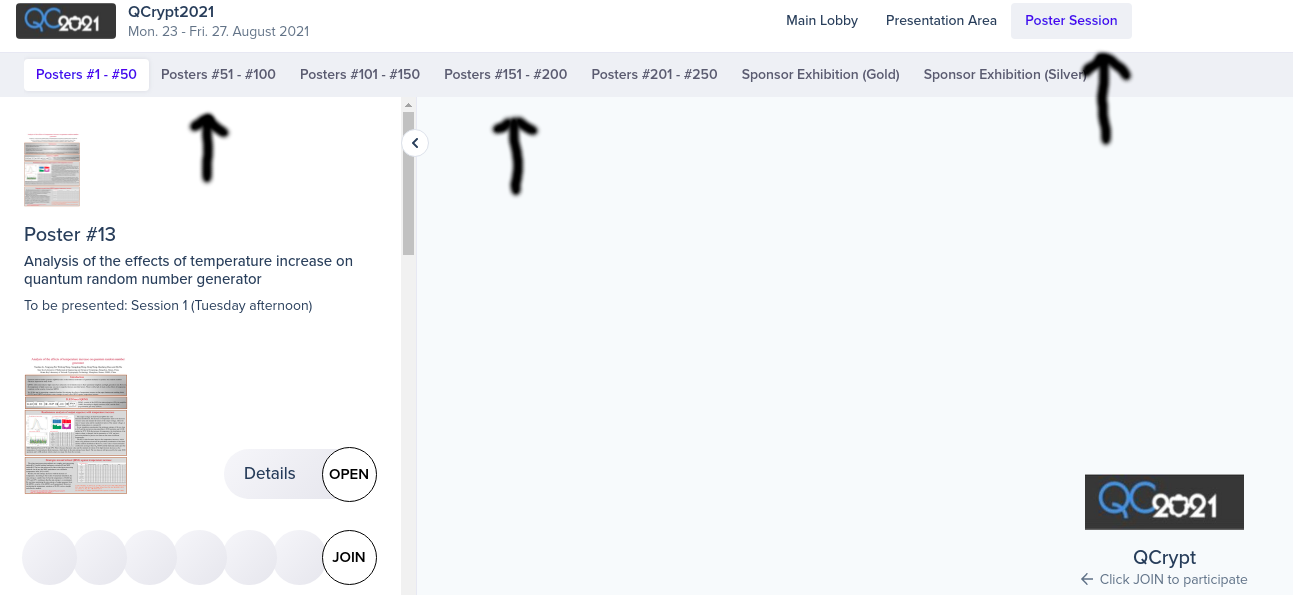 QC2021
QCrypt2021
Mon. 23 - Fri. 27. August 2021
Main Lobby
Presentation Area
Poster Session
Posters #1 - #50
Posters #51 - #100
Posters #101 - #150
Posters #151 - #200
Posters #201 - #250
Sponsor Exhibition (Gold)
Sponsor Exhibition (Silver)
Poster #13
Analysis of the effects of temperature increase on
quantum random number generator
To be presented: Session 1 (Tuesday afternoon)
Details
OPEN
JOIN
QC2021
QCrypt
Click JOIN to participate